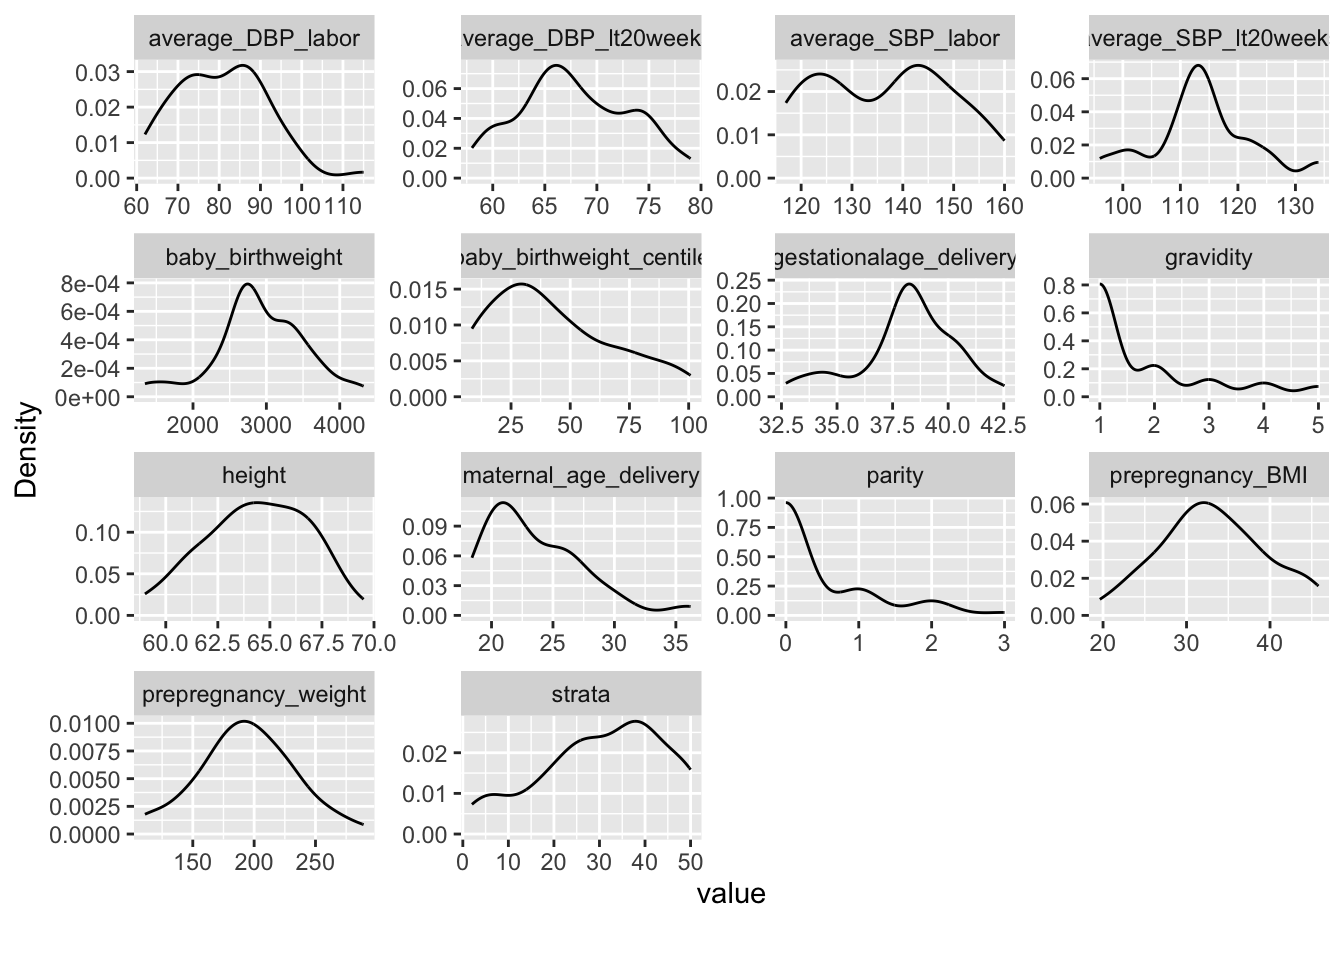 average_DBP_labor
verage_DBP_lt20week
average_SBP_labor
verage_SBP_lt20week
0.03
0.02
0.01
0.00
60 70 80 90 100 110
0.06
0.04
0.02
0.00
60 65 70 75 80
0.02
0.01
0.00
120 130 140 150 160
0.06
0.04
0.02
0.00
100 110 120 130
baby_birthweight
baby_birthweight_centile
gestationalage_delivery
gravidity
8e-04
6e-04
4e-04
2e-04
0e+00
2000 3000 4000
0.015
0.010
0.005
0.000
25 50 75 100
0.25
0.20
0.15
0.10
0.05
0.00
32.5 35.0 37.5 40.0 42.5
0.8
0.6
0.4
0.2
0.0
1 2 3 4 5
height
maternal_age_delivery
parity
prepregnancy_BMI
0.10
0.05
0.00
60.0 62.5 65.0 67.5 70.0
0.09
0.06
0.03
0.00
20 25 30 35
1.00
0.75
0.50
0.25
0.00
0 1 2 3
0.06
0.04
0.02
0.00
20 30 40
prepregnancy_weight
strata
0.0100
0.0075
0.0050
0.0025
0.0000
150 200 250
0.02
0.01
0.00
0 10 20 30 40 50
Density
value